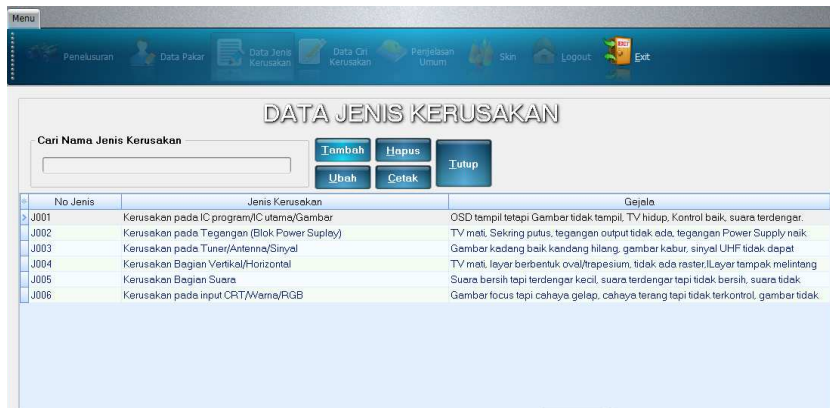 Menu
Penelusuran
Data Pakar
Data Jenis
Kerusakan
Data Ciri
Kerusakan
Penjelasan
Umum
Skin
Logout
EXIT
Exit
DATA JENIS KERUSAKAN
Cari Nama Jenis Kerusakan
Tambah Hapus
Tutup
Ubah Cetak
No Jenis Jenis Kerusakan Gejala
J001 Kerusakan pada IC program/IC utama/Gambar OSD tampil tetapi Gambar tidak tampil, TV hidup, Kontrol baik, suara terdengar.
J002 Kerusakan pada Tegangan (Blok Power Suplay) TV mati, Sekring putus, tegangan output tidak ada, tegangan Power Supply naik
J003 Kerusakan pada Tuner/Antenna/Sinyal Gambar kadang baik kandang hilang, gambar kabur, sinyal UHF tidak dapat
J004 Kerusakan Bagian Vertikal/Horizontal TV mati, layar berbentuk oval/trapesium, tidak ada raster,lLayar tampak melintang
J005 Kerusakan Bagian Suara Suara bersih tapi terdengar kecil, suara terdengar tapi tidak bersih, suara tidak
J006 Kerusakan pada input CRT/Warna/RGB Gambar focus tapi cahaya gelap, cahaya terang tapi tidak terkontrol, gambar tidak